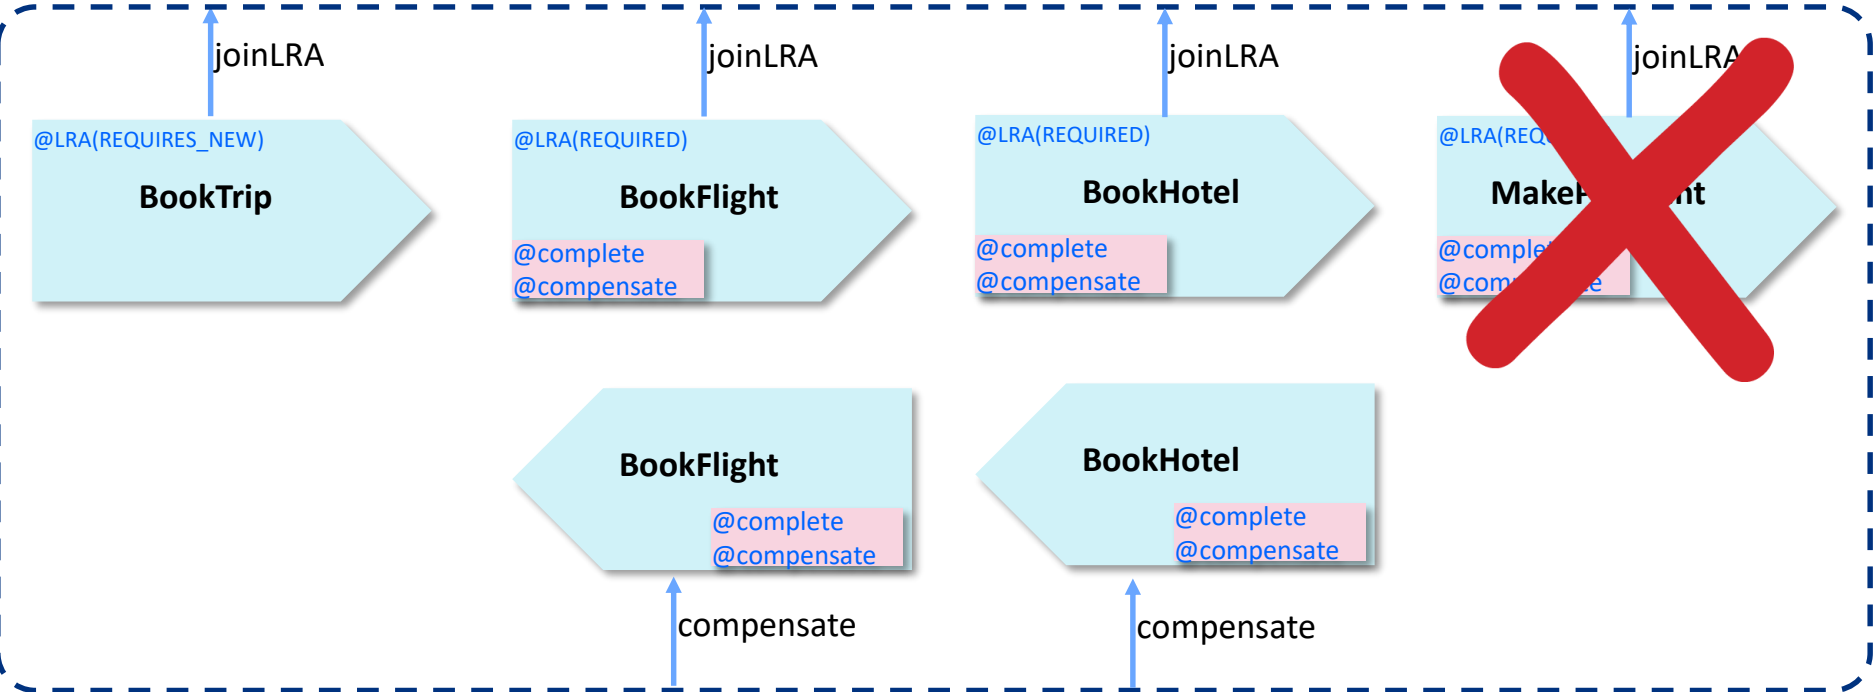 joinLRA
joinLRA
joinLRA
@LRA(REQUIRES_NEW)
BookTrip
@LRA(REQUIRED)
BookFlight
@complete
@compensate
@LRA(REQUIRED)
BookHotel
@complete
@compensate
BookFlight
@complete
@compensate
BookHotel
@complete
@compensate
compensate
compensate